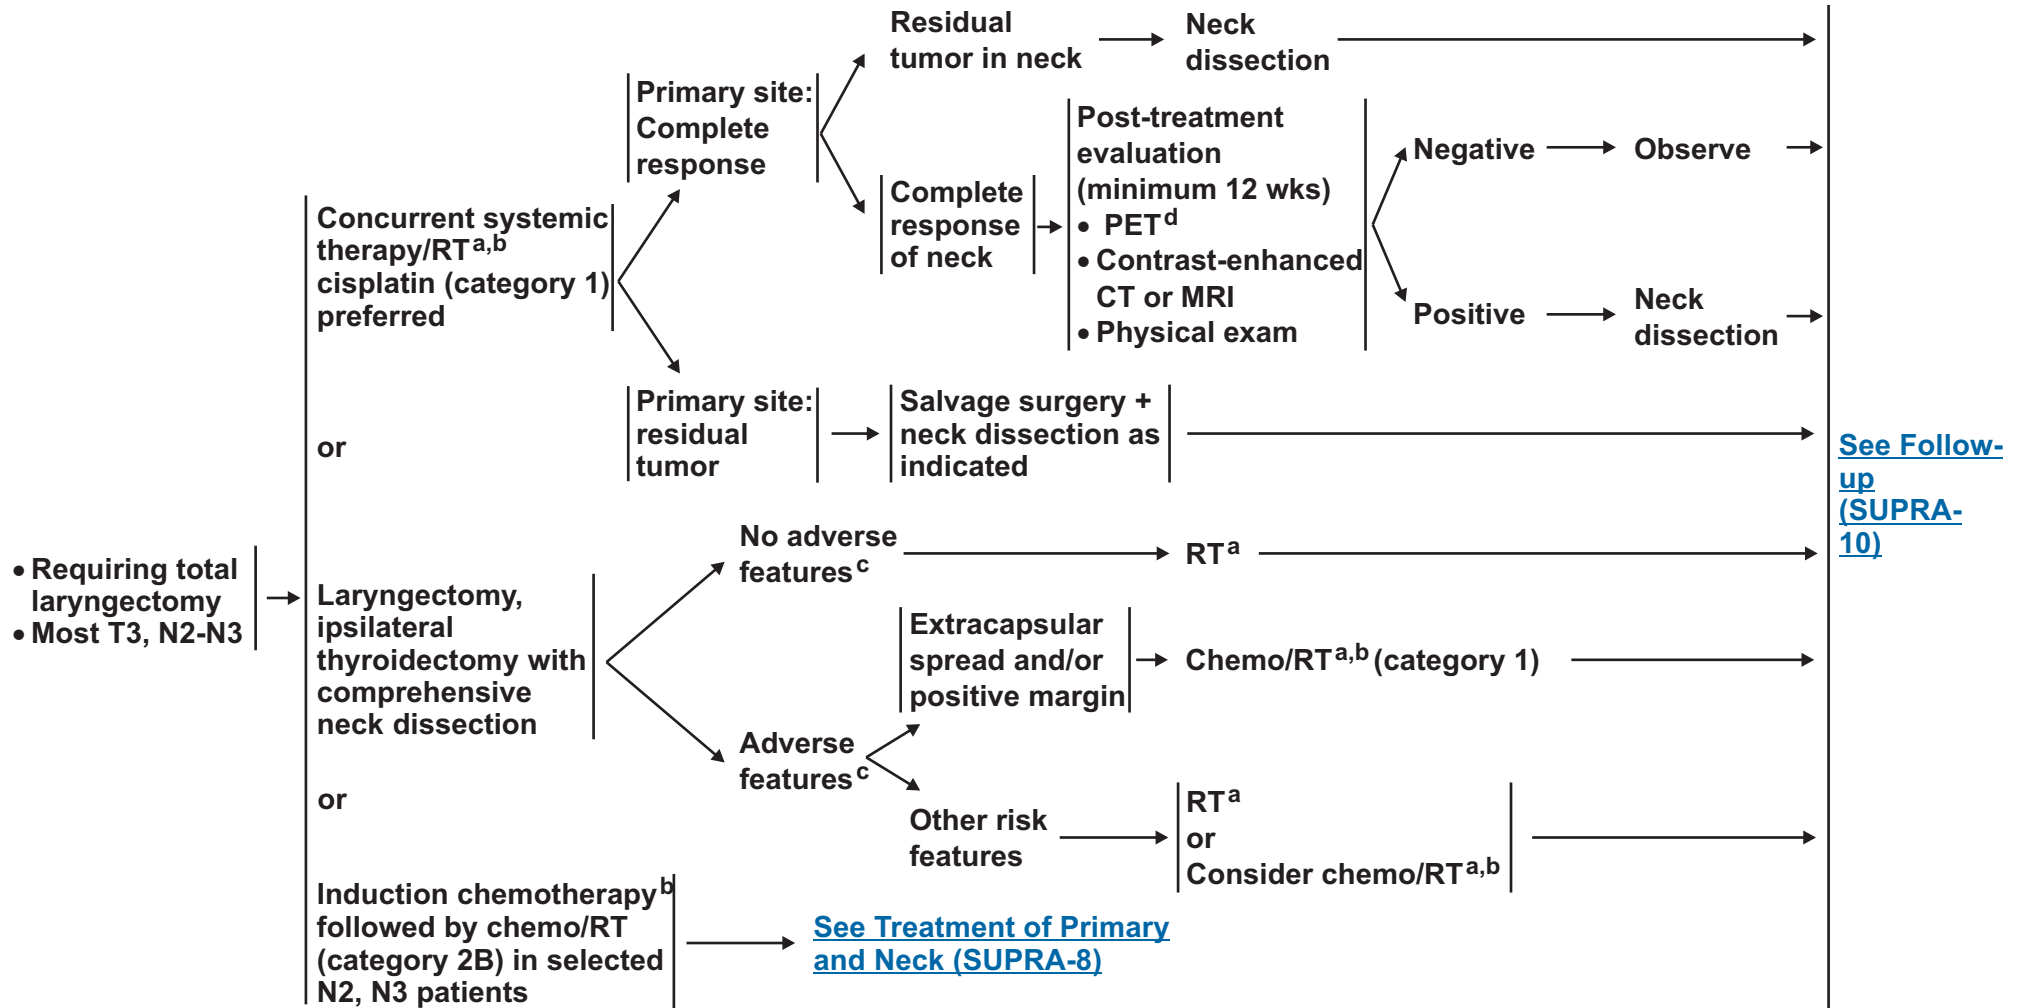 • Requiring total
laryngectomy
• Most T3, N2-N3
Concurrent systemic
therapy/RTa,b
cisplatin (category 1)
preferred
or
Laryngectomy,
ipsilateral
thyroidectomy with
comprehensive
neck dissection
or
Induction chemotherapyb
followed by chemo/RT
(category 2B) in selected
N2, N3 patients
Primary site:
Complete
response
Primary site:
residual
tumor
Residual
tumor in neck
Neck
dissection
Complete
response
of neck
Post-treatment
evaluation
(minimum 12 wks)
• PETd
• Contrast-enhanced
CT or MRI
• Physical exam
Negative
Observe
Positive
Neck
dissection
Salvage surgery +
neck dissection as
indicated
No adverse
featuresc
RTa
Adverse
featuresc
Extracapsular
spread and/or
positive margin
Chemo/RTa,b (category 1)
Other risk
features
RTa
or
Consider chemo/RTa,b
See Treatment of Primary
and Neck (SUPRA-8)
See Follow-
up
(SUPRA-
10)